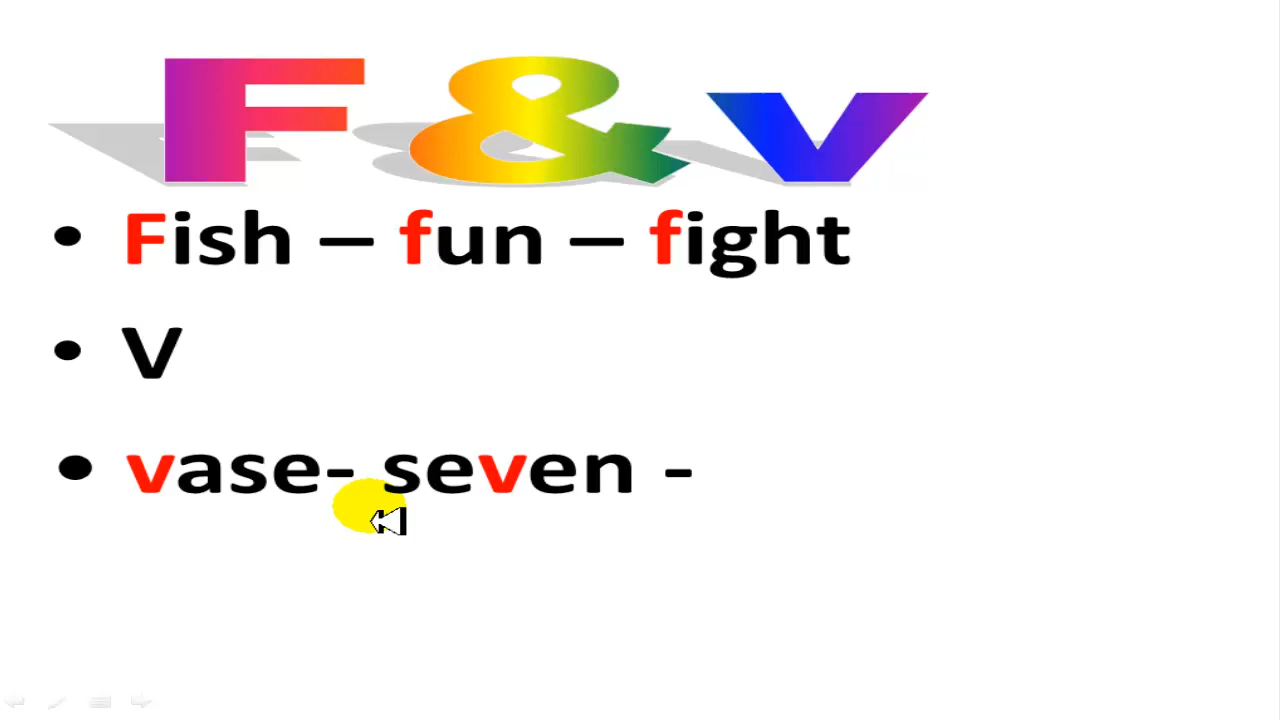 F & v
• Fish – fun – fight
• V
• vase- seven -